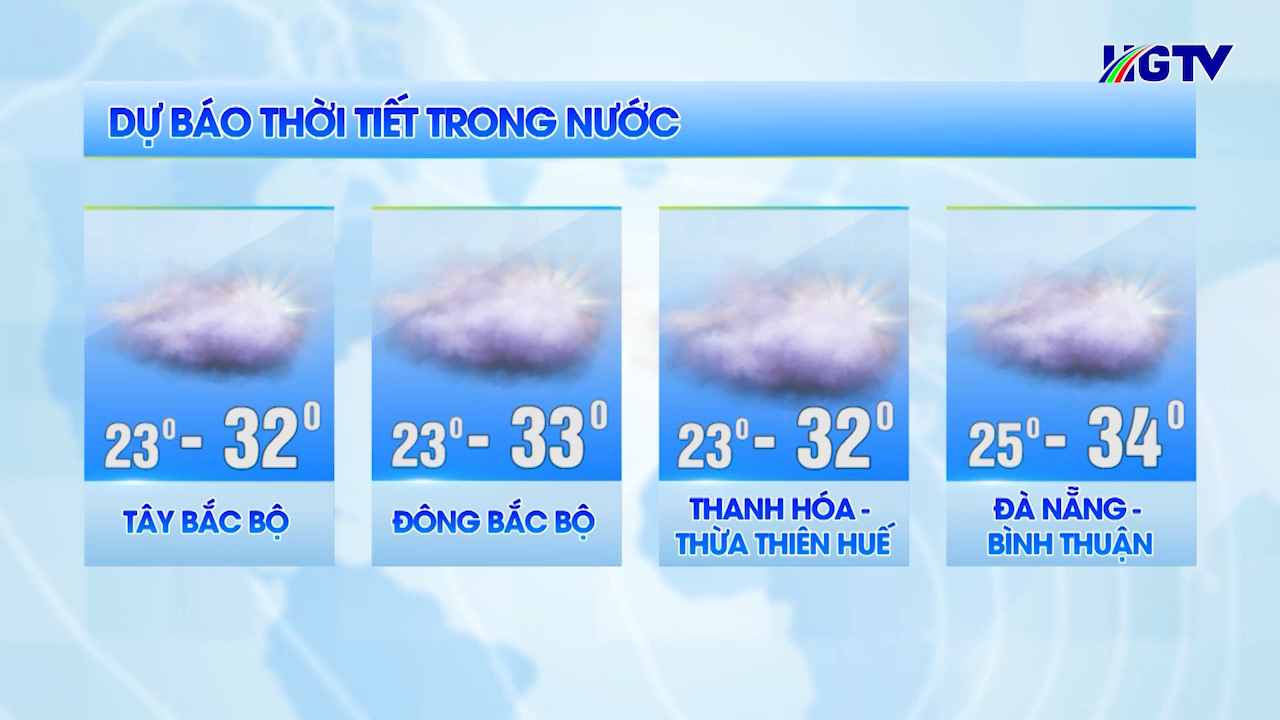 HGTV
DỰ BÁO THỜI TIẾT TRONG NƯỚC
23⁰- 32⁰
TÂY BẮC BỘ
23⁰- 33⁰
ĐÔNG BẮC BỘ
23⁰- 32⁰
THANH HÓA -
THỪA THIÊN HUẾ
25⁰- 34⁰
ĐÀ NẴNG -
BÌNH THUẬN